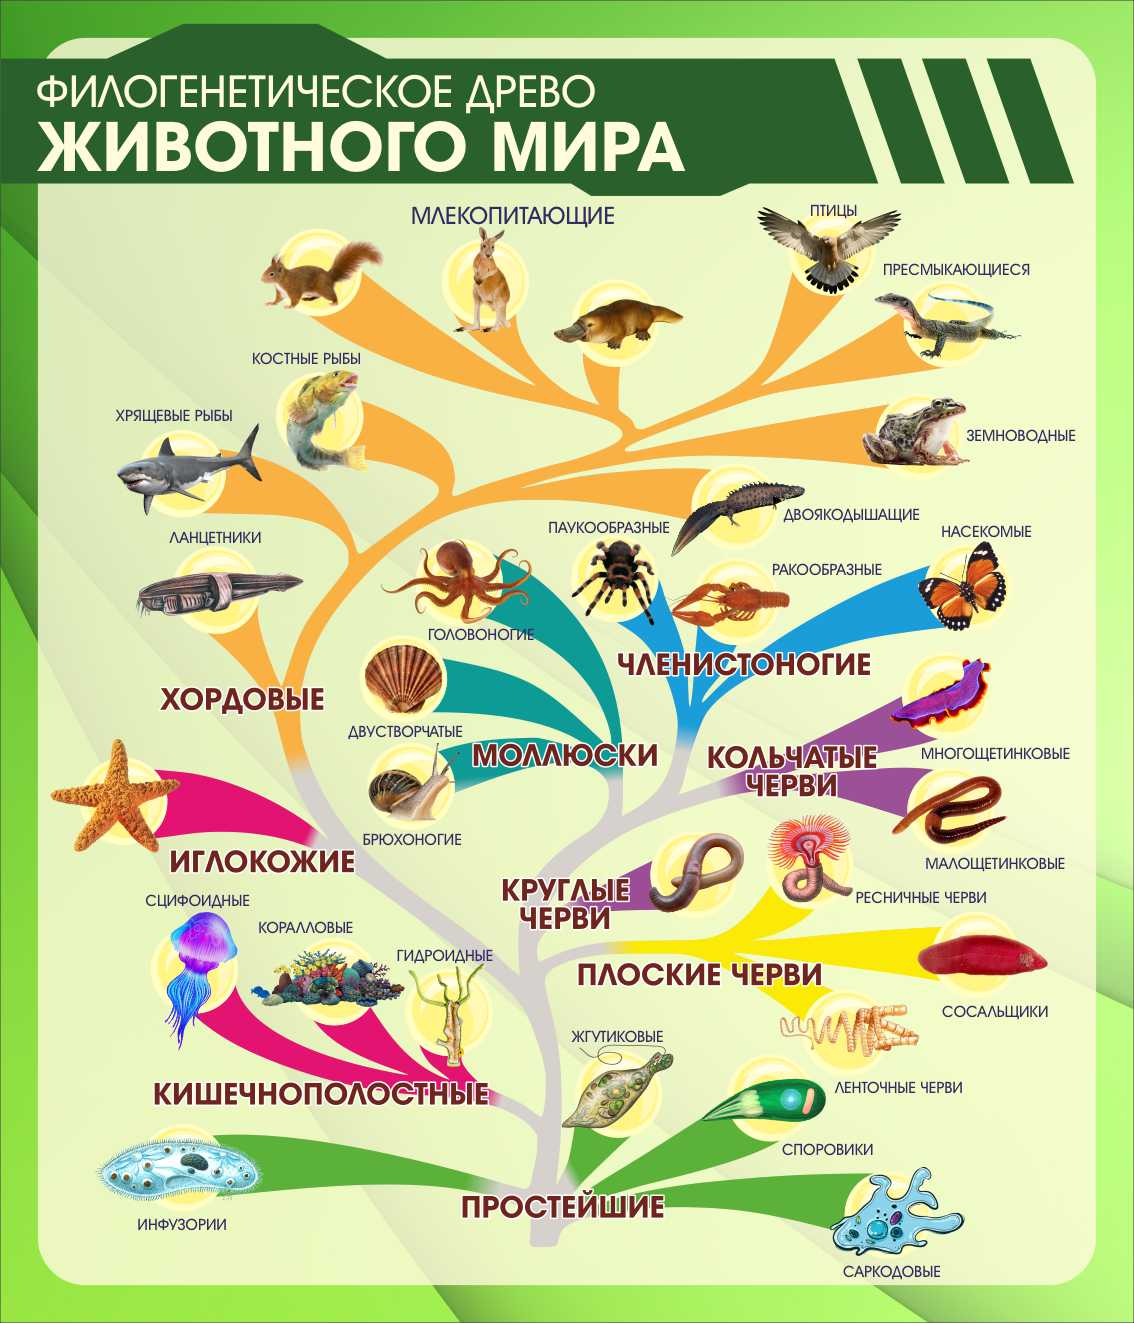 ФИЛОГЕНЕТИЧЕСКОЕ ДРЕВО
ЖИВОТНОГО МИРА
МЛЕКОПИТАЮЩИЕ
ПТИЦЫ
ПРЕСМЫКАЮЩИЕСЯ
КОСТНЫЕ РЫБЫ
ХРЯЩЕВЫЕ РЫБЫ
ЗЕМНОВОДНЫЕ
ДВОЯКОДЫШАЩИЕ
ПАУКООБРАЗНЫЕ
НАСЕКОМЫЕ
ЛАНЦЕТНИКИ
РАКООБРАЗНЫЕ
ГОЛОВОНОГИЕ
ЧЛЕНИСТОНОГИЕ
ХОРДОВЫЕ
ДВУСТВОРЧАТЫЕ
МОЛЛЮСКИ
КОЛЬЧАТЫЕ
ЧЕРВИ
МНОГОЩЕТИНКОВЫЕ
БРЮХОНОГИЕ
ИГЛОКОЖИЕ
МАЛОЩЕТИНКОВЫЕ
КРУГЛЫЕ
ЧЕРВИ
РЕСНИЧНЫЕ ЧЕРВИ
СЦИФОИДНЫЕ
КОРАЛЛОВЫЕ
ГИДРОИДНЫЕ
ПЛОСКИЕ ЧЕРВИ
СОСАЛЬЩИКИ
ЖГУТИКОВЫЕ
КИШЕЧНОПОЛОСТНЫЕ
ЛЕНТОЧНЫЕ ЧЕРВИ
СПОРОВИКИ
ПРОСТЕЙШИЕ
ИНФУЗОРИИ
САРКОДОВЫЕ